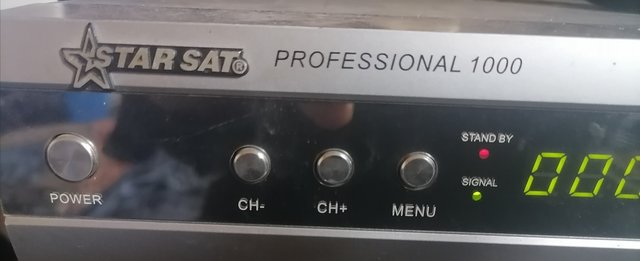 STAR SAT®
PROFESSIONAL 1000
STAND BY
SIGNAL
POWER
CH-
CH+
MENU